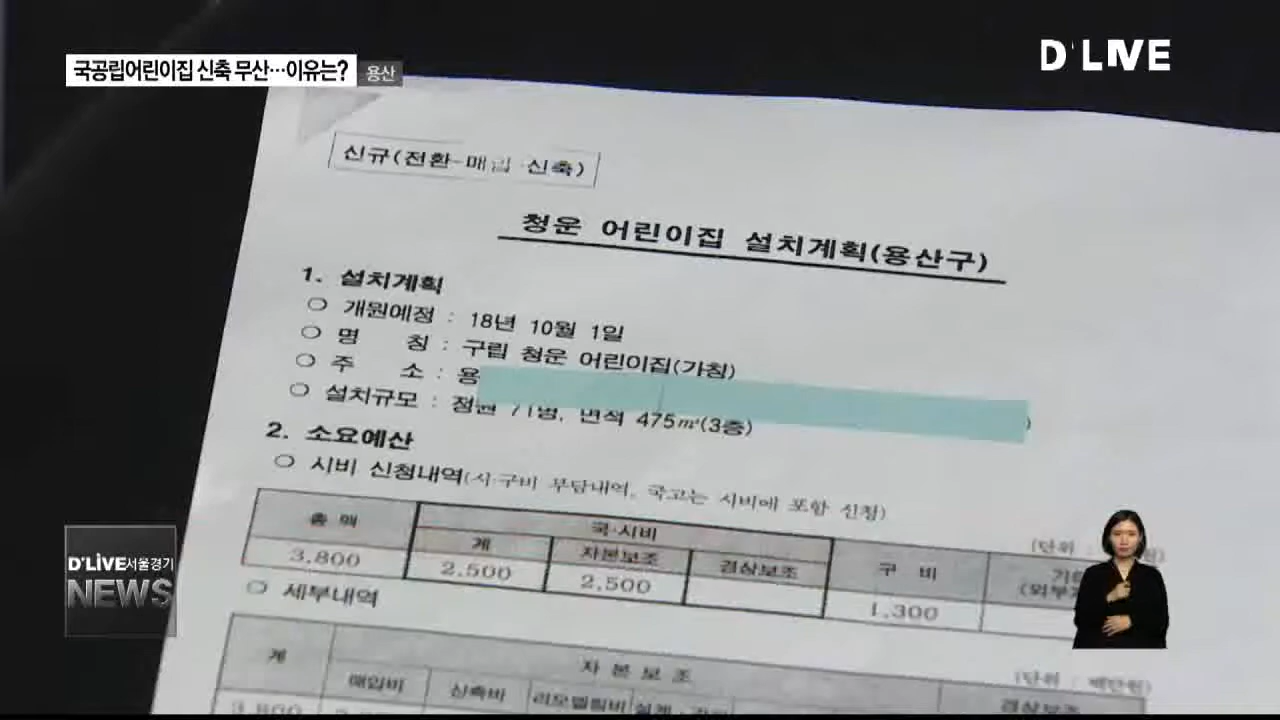 국공립어린이집 신축 무산…이유는?
용산
D'LIVE
신규(전환-매입·신축)
청운 어린이집 설치계획(용산구)
1. 설치계획
○ 개원예정 : 18년 10월 1일
○ 명 칭 : 구립 청운 어린이집(가칭)
○ 주 소 : 용
○ 설치규모 : 정원 71명, 면적 475㎡(3층)
2. 소요예산
○ 시비 신청내역(시·구비 부담내역, 국고는 시비에 포함 신청)
(단위 :
총 액 국·시비 구 비
계 자본보조 경상보조
3,800 2,500 2,500 1,300
○ 세부내역
(단위 : 백만원)
계 자 본 보 조 경상보조
매입비 신축비 리모델링비
3,800
D'LIVE서울경기
NEWS